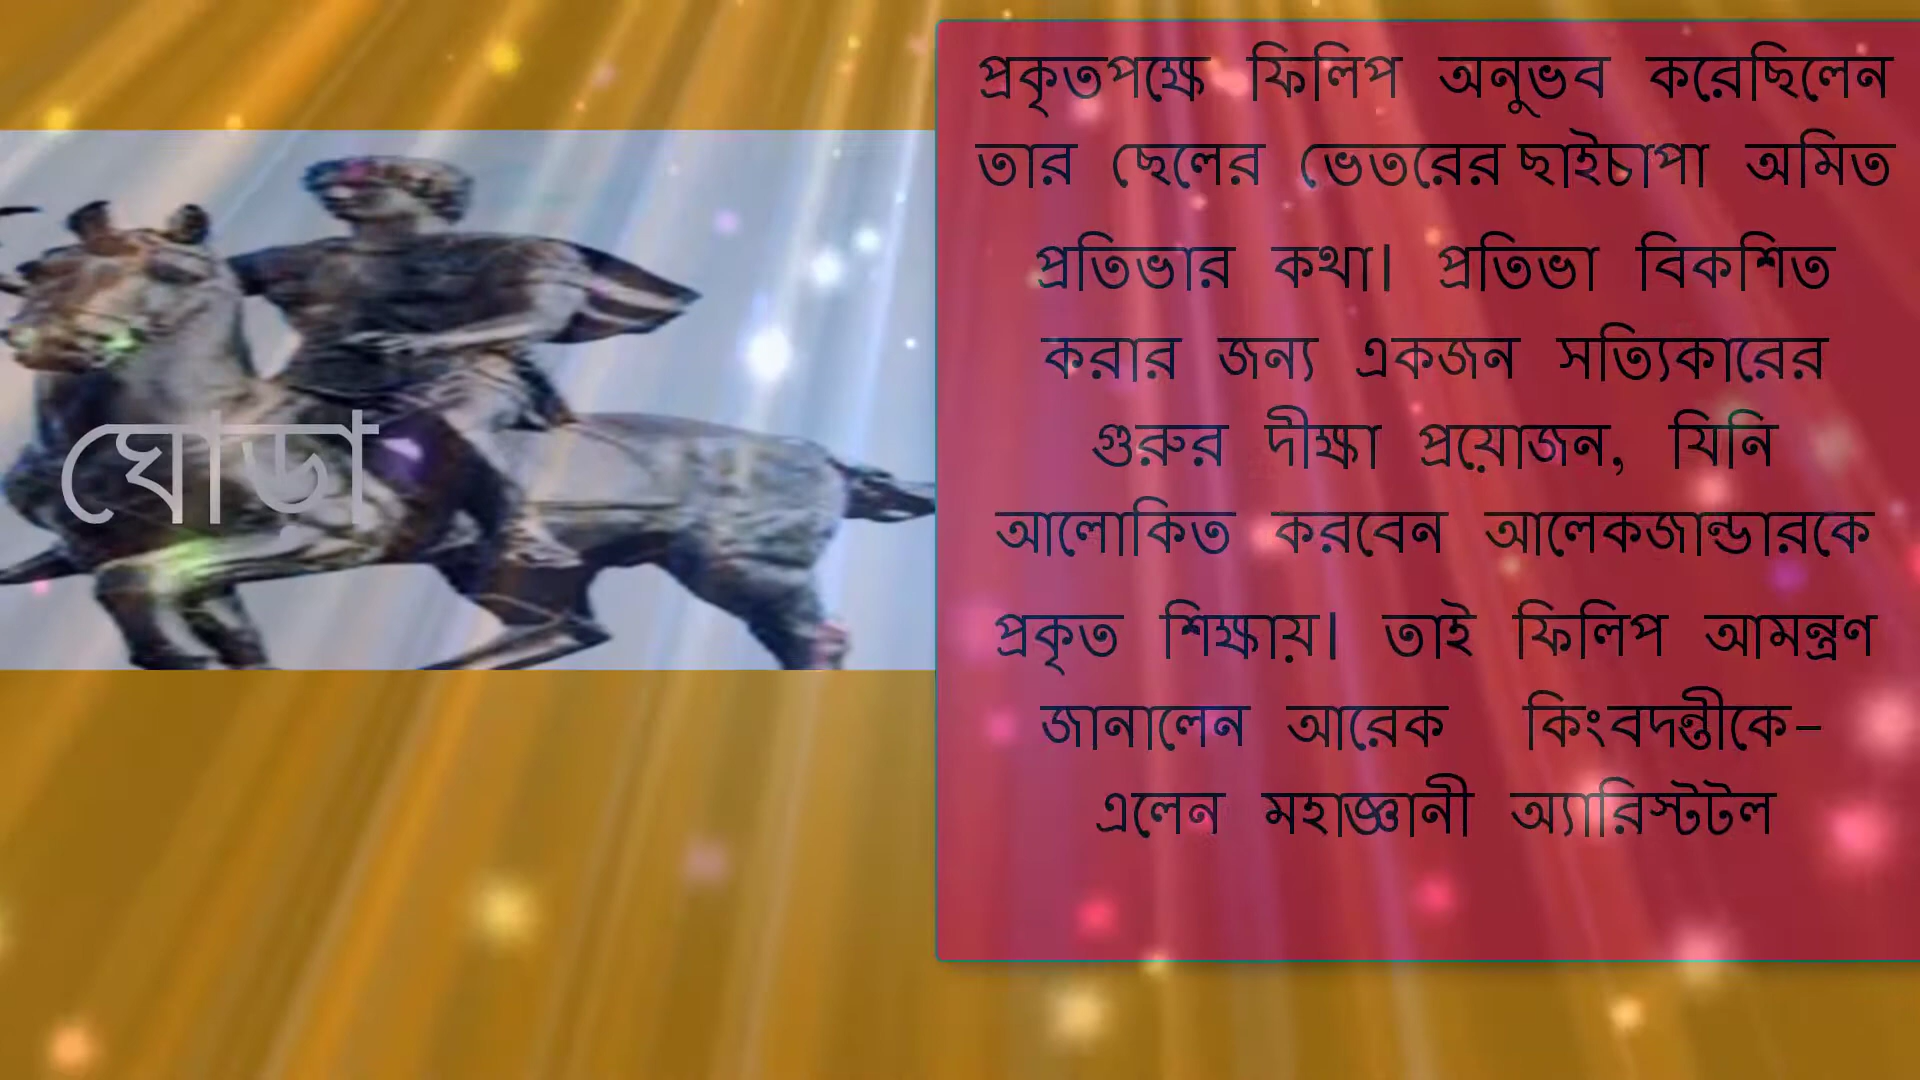 ঘোড়া
প্রকৃতপক্ষে ফিলিপ অনুভব করেছিলেন
তার ছেলের ভেতরের ছাইচাপা অমিত
প্রতিভার কথা। প্রতিভা বিকশিত
করার জন্য একজন সত্যিকারের
গুরুর দীক্ষা প্রয়োজন, যিনি
আলোকিত করবেন আলেকজান্ডারকে
প্রকৃত শিক্ষায়। তাই ফিলিপ আমন্ত্রণ
জানালেন আরেক কিংবদন্তীকে-
এলেন মহাজ্ঞানী অ্যারিস্টটল